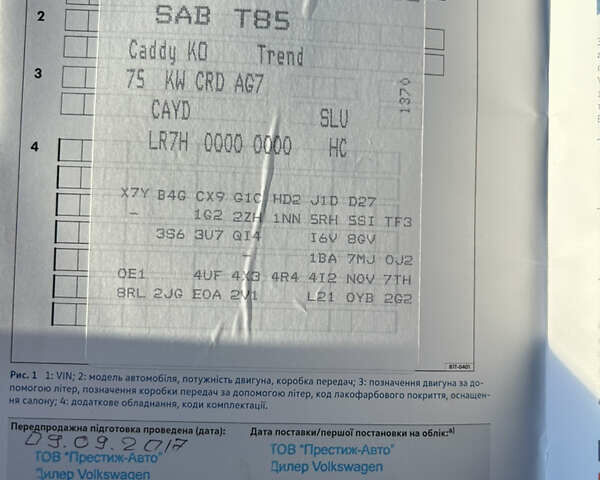 2
SAB T85
Caddy KO Trend
3
75 KW CRD AG7
1870
CAYD SLU
4
LR7H 0000 0000 HC
X7Y B4G CX9 G1C HD2 J1D D27
- 1G2 2ZH 1NN 5RH 5SI TF3
3S6 3U7 QI4 I6V 8GV
- 1BA 7MJ 0J2
0E1 4UF 4X3 4R4 4I2 NOV 7TH
8RL 2JG E0A 2V1 L21 0YB 2G2
B1T-0401
Рис. 1 1: VIN; 2: модель автомобіля, потужність двигуна, коробка передач; 3: позначення двигуна за до-
помогою літер, позначення коробки передач за допомогою літер, код лакофарбового покриття, оснащен-
ня салону; 4: додаткове обладнання, коди комплектації.
Передпродажна підготовка проведена (дата):
Дата поставки/першої постановки на облік:а)
09.09.2017
ТОВ "Престиж-Авто"
Дилер Volkswagen
ТОВ "Престиж-Авто"
Дилер Volkswagen